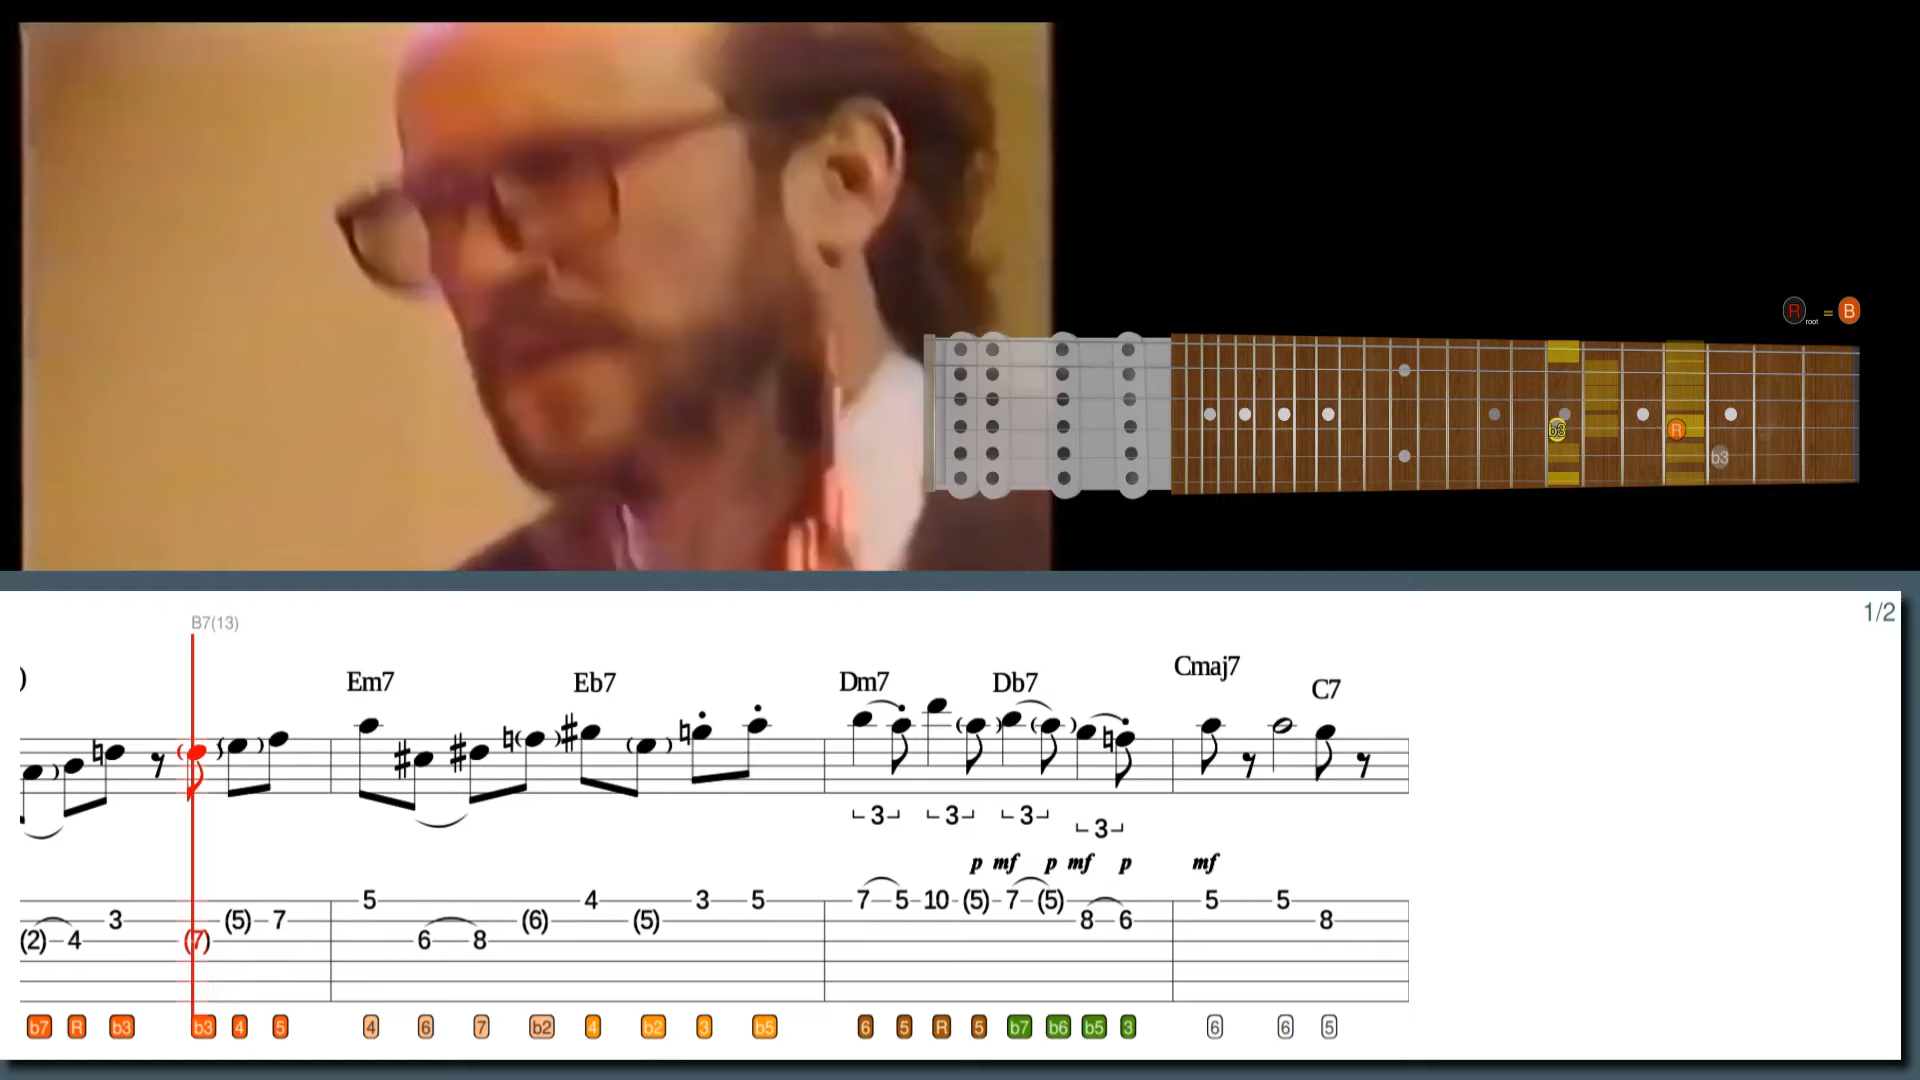 R root = B
b3 R
b3
1/2
B7(13)
) Em7 Eb7 Dm7 Db7 Cmaj7 C7
3 3 3 3
p mf p mf p mf
5 4 3 5 7 5 10 (5) 7 (5) 5 5
3 (5) 7 (6) (5) 8 6 8
(2) 4 (7) 6 8
b7 R b3 b3 4 5 4 6 7 b2 4 b2 3 b5 6 5 R 5 b7 b6 b5 3 6 6 5